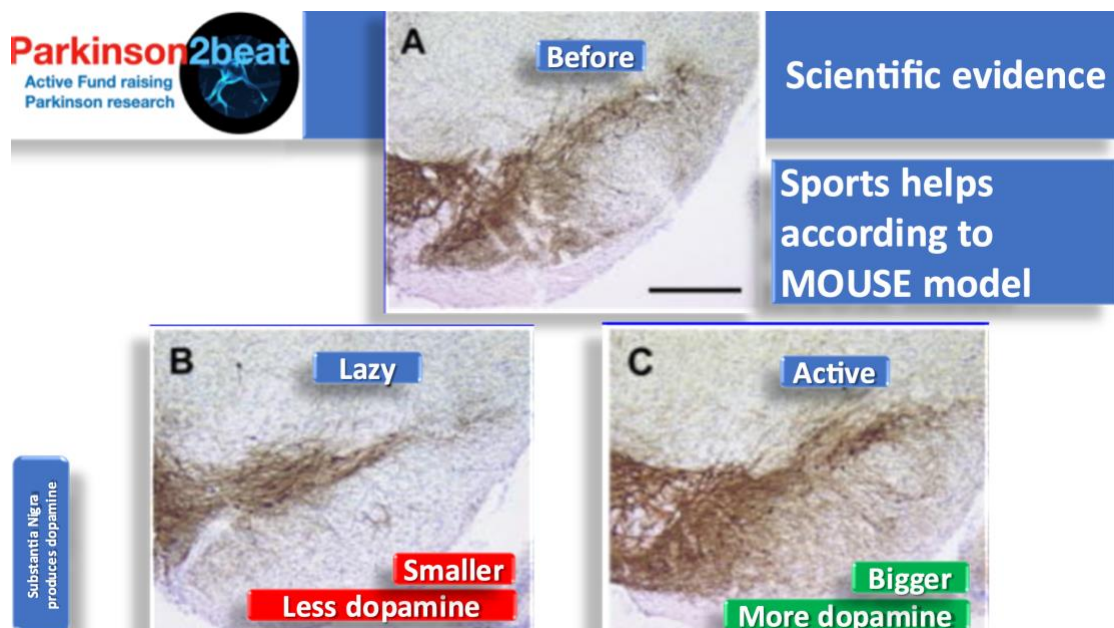 Parkinson2beat
Active Fund raising
Parkinson research
A
Before
Scientific evidence
Sports helps
according to
MOUSE model
B
Lazy
C
Active
Substantia Nigra
produces dopamine
Smaller
Less dopamine
Bigger
More dopamine